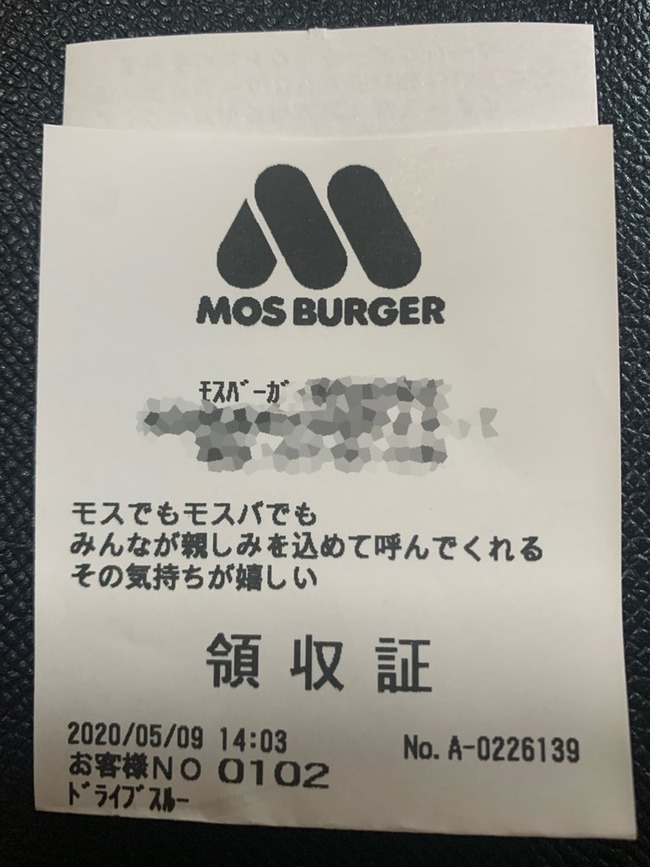 MOS BURGER
ﾓｽﾊﾞｰｶﾞ
モスでもモスバでも
みんなが親しみを込めて呼んでくれる
その気持ちが嬉しい
領収証
2020/05/09 14:03 No. A-0226139
お客様NO 0102
ﾄﾞﾗｲﾌﾞｽﾙｰ